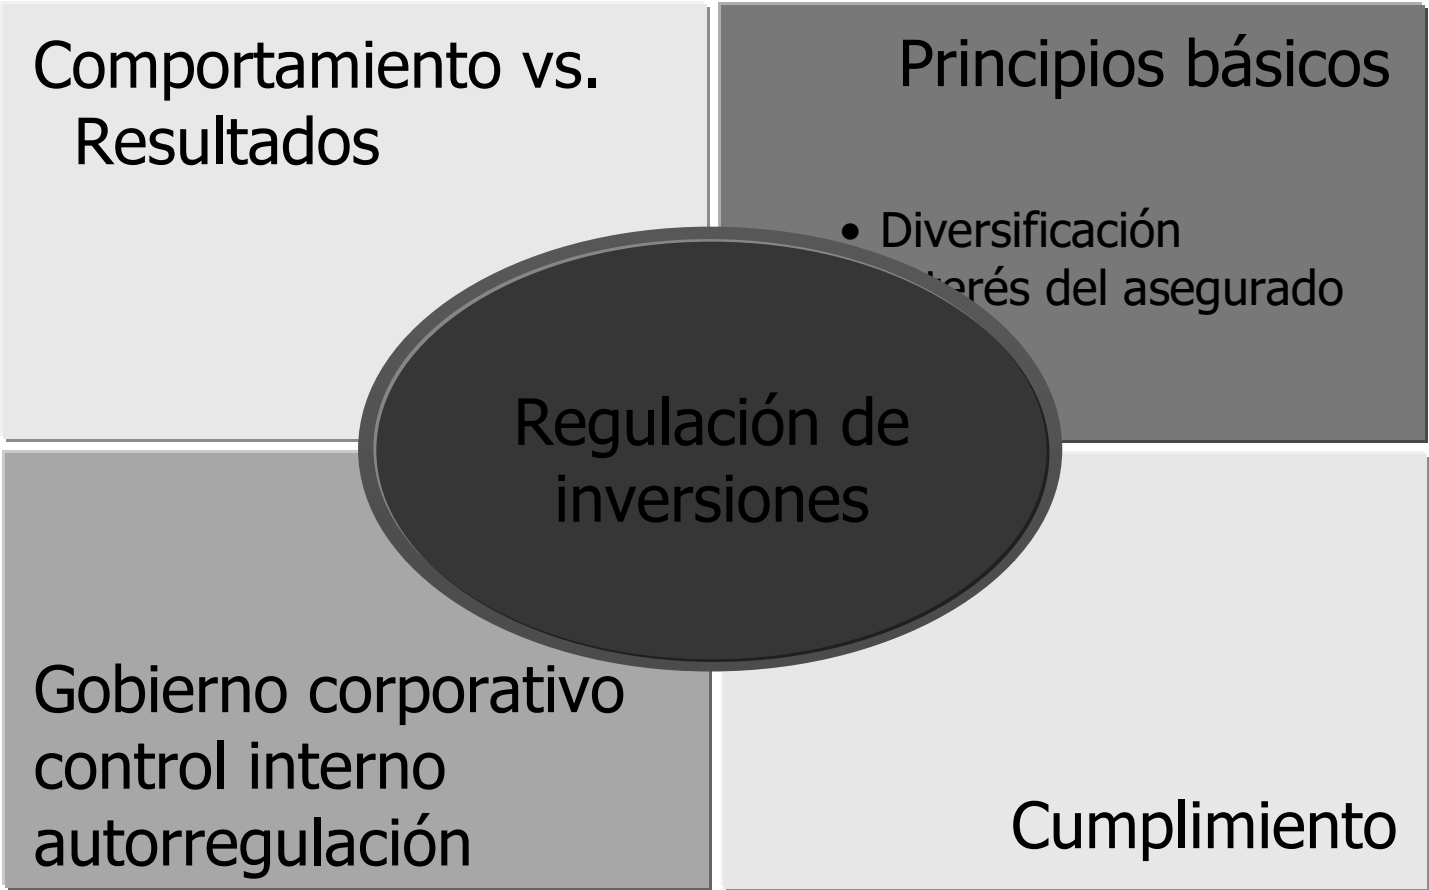 Comportamiento vs.
Resultados
Principios básicos
• Diversificación
del asegurado
Regulación de
inversiones
Gobierno corporativo
control interno
autorregulación
Cumplimiento